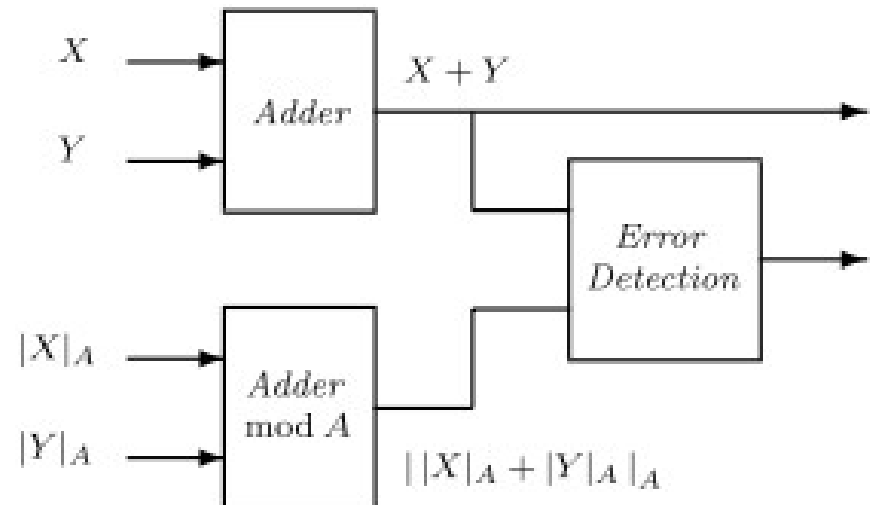 X
X + Y
Adder
Y
Error
Detection
|X|_A
Adder
mod A
|Y|_A
| |X|_A + |Y|_A |_A